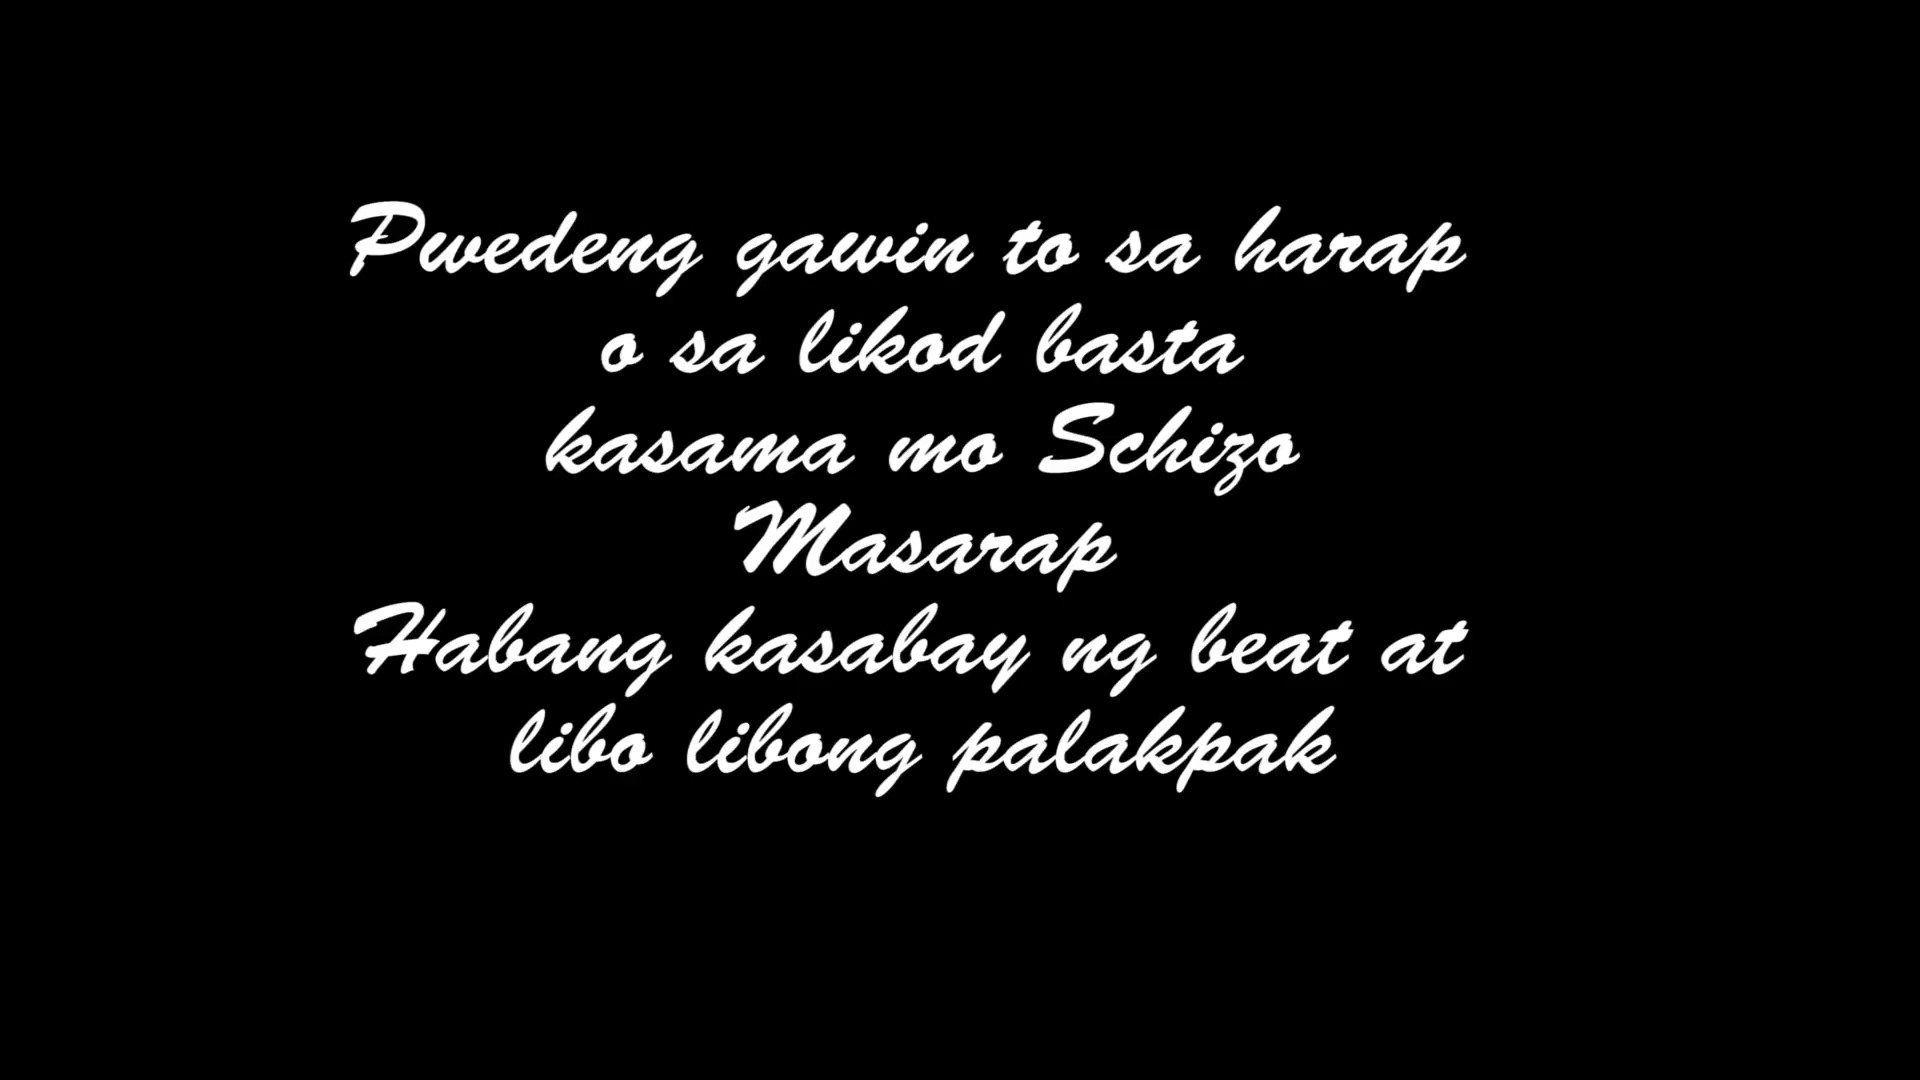 Pwedeng gawin to sa harap
o sa likod basta
kasama mo Schizo
Masarap
Habang kasabay ng beat at
libo libong palakpak